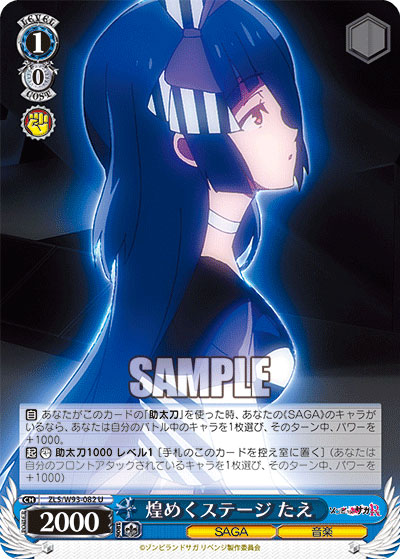 LEVEL
1
0
COST
SAMPLE
自 あなたがこのカードの「助太刀」を使った時、あなたの《SAGA》のキャラが
いるなら、あなたは自分のバトル中のキャラを1枚選び、そのターン中、パワーを
+1000。
起 助太刀1000 レベル1 [手札のこのカードを控え室に置く] (あなたは自
分のフロントアタックされているキャラを1枚選び、そのターン中、パワーを
+1000)
CH ZLS/W93-082 U
2000
煌めくステージ たえ
SAGA
音楽
©ゾンビランドサガ リベンジ製作委員会